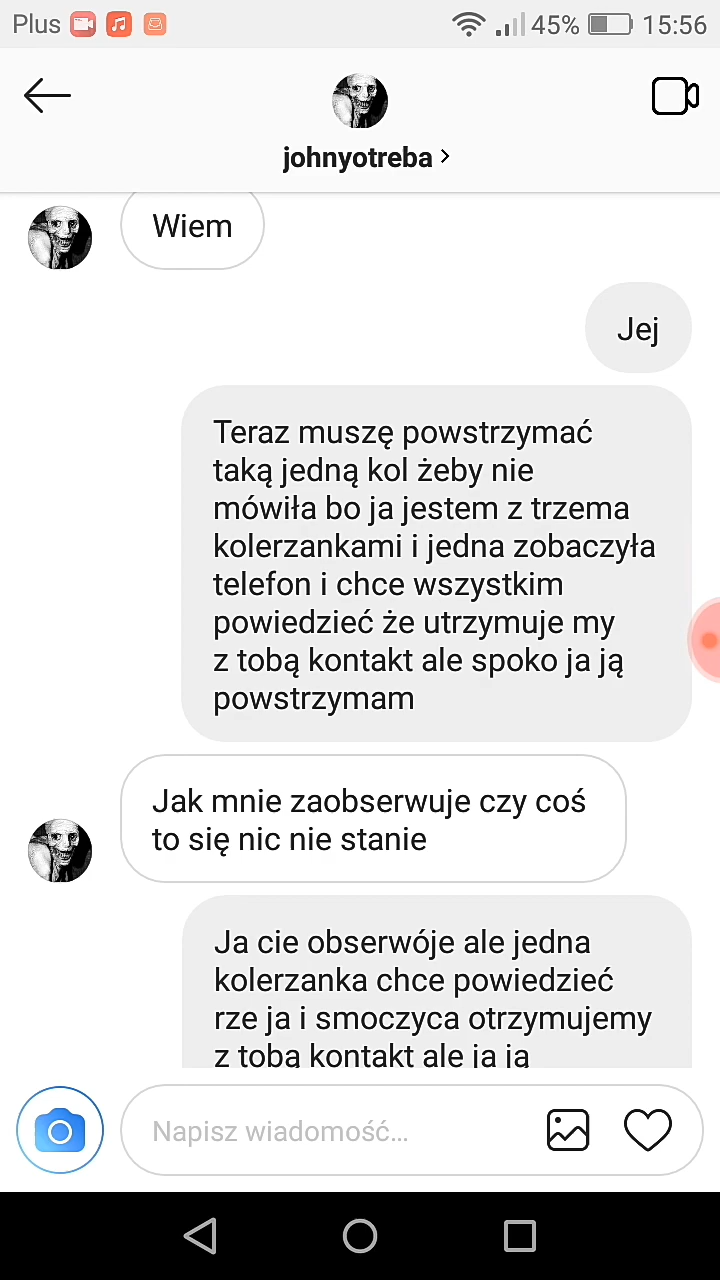 Plus 45% 15:56
johnyotreba >
Wiem
Jej
Teraz muszę powstrzymać
taką jedną kol żeby nie
mówiła bo ja jestem z trzema
kolerzankami i jedna zobaczyła
telefon i chce wszystkim
powiedzieć że utrzymuje my
z tobą kontakt ale spoko ja ją
powstrzymam
Jak mnie zaobserwuje czy coś
to się nic nie stanie
Ja cie obserwóje ale jedna
kolerzanka chce powiedzieć
rze ja i smoczyca otrzymujemy
z tobą kontakt ale ja ją
Napisz wiadomość...